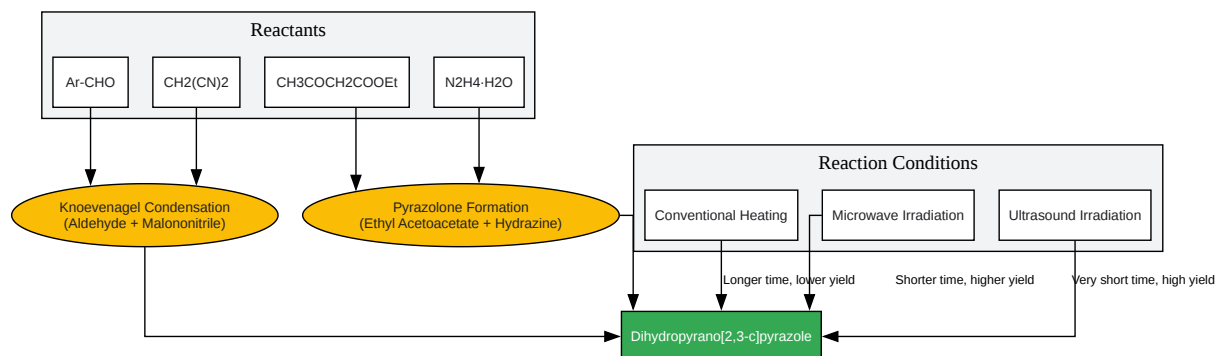 Reactants
Ar-CHO
CH2(CN)2
CH3COCH2COOEt
N2H4·H2O
Reaction Conditions
Knoevenagel Condensation
(Aldehyde + Malononitrile)
Pyrazolone Formation
(Ethyl Acetoacetate + Hydrazine)
Conventional Heating
Microwave Irradiation
Ultrasound Irradiation
Longer time, lower yield
Shorter time, higher yield
Very short time, high yield
Dihydropyrano[2,3-c]pyrazole